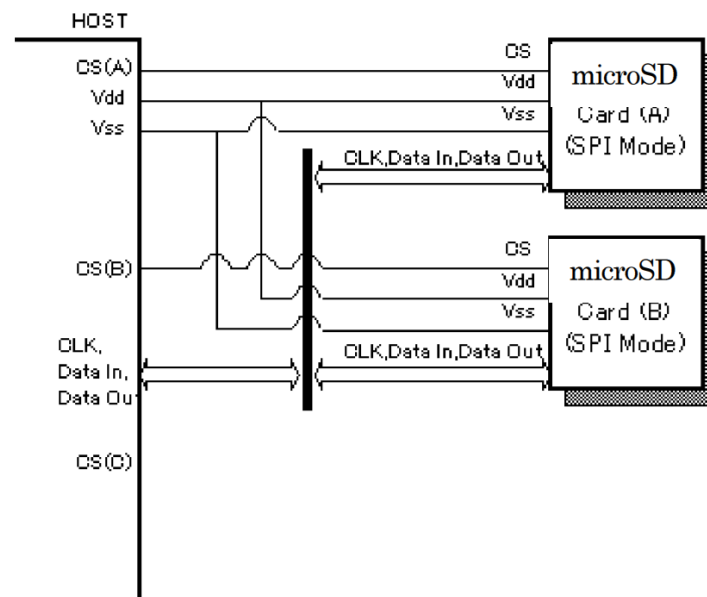 HOST
CS(A)
Vdd
Vss
CS
Vdd
Vss
microSD
Card (A)
(SPI Mode)
CLK,Data In,Data Out
CS(B)
CS
Vdd
Vss
microSD
Card (B)
(SPI Mode)
CLK,Data In,Data Out
CLK,
Data In,
Data Ou
CS(C)